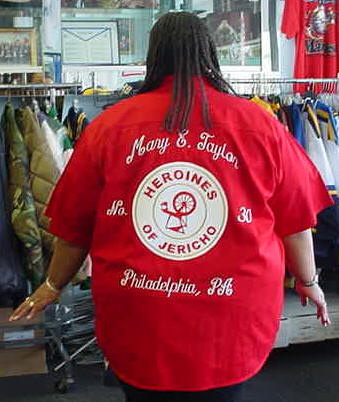 Mary E. Taylor
HEROINES
No. 30
OF JERICHO
Philadelphia, PA